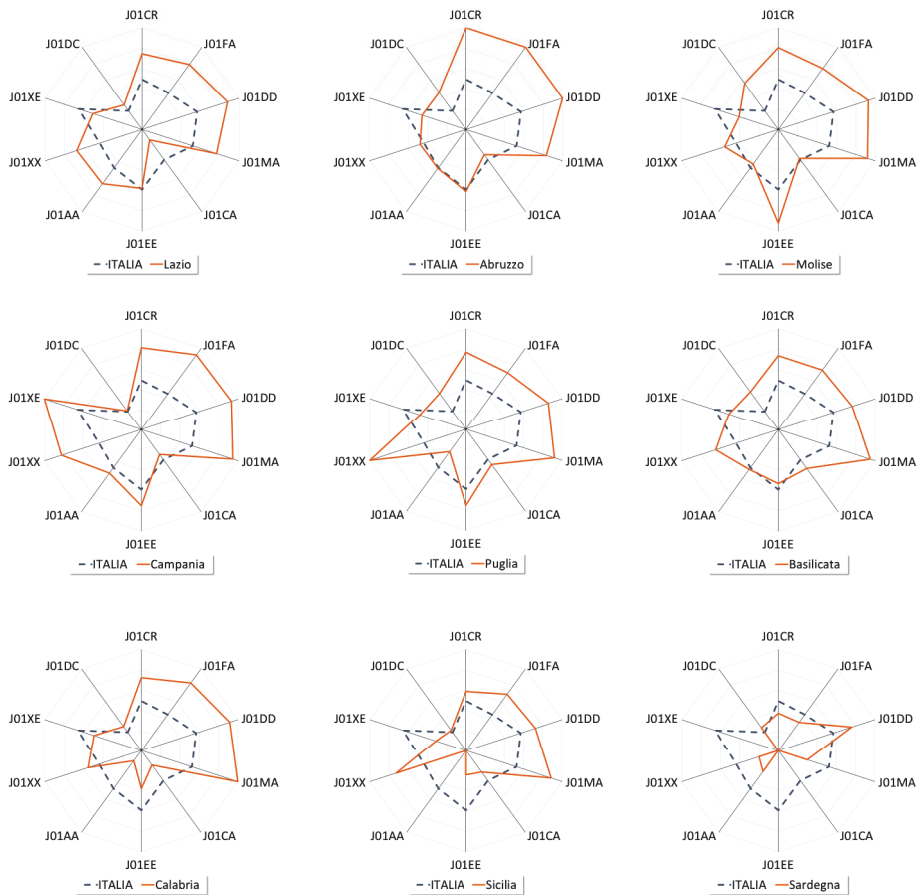 J01CR
J01DC J01FA
J01XE J01DD
J01XX J01MA
J01AA J01CA
J01EE
ITALIA Lazio
J01CR
J01DC J01FA
J01XE J01DD
J01XX J01MA
J01AA J01CA
J01EE
ITALIA Abruzzo
J01CR
J01DC J01FA
J01XE J01DD
J01XX J01MA
J01AA J01CA
J01EE
ITALIA Molise
J01CR
J01DC J01FA
J01XE J01DD
J01XX J01MA
J01AA J01CA
J01EE
ITALIA Campania
J01CR
J01DC J01FA
J01XE J01DD
J01XX J01MA
J01AA J01CA
J01EE
ITALIA Puglia
J01CR
J01DC J01FA
J01XE J01DD
J01XX J01MA
J01AA J01CA
J01EE
ITALIA Basilicata
J01CR
J01DC J01FA
J01XE J01DD
J01XX J01MA
J01AA J01CA
J01EE
ITALIA Calabria
J01CR
J01DC J01FA
J01XE J01DD
J01XX J01MA
J01AA J01CA
J01EE
ITALIA Sicilia
J01CR
J01DC J01FA
J01XE J01DD
J01XX J01MA
J01AA J01CA
J01EE
ITALIA Sardegna